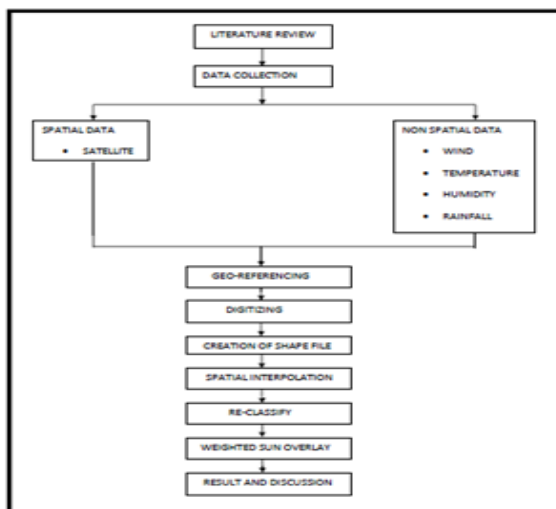 LITERATURE REVIEW
DATA COLLECTION
SPATIAL DATA
• SATELLITE
NON SPATIAL DATA
• WIND
• TEMPERATURE
• HUMIDITY
• RAINFALL
GEO-REFERENCING
DIGITIZING
CREATION OF SHAPE FILE
SPATIAL INTERPOLATION
RE-CLASSIFY
WEIGHTED SUN OVERLAY
RESULT AND DISCUSSION